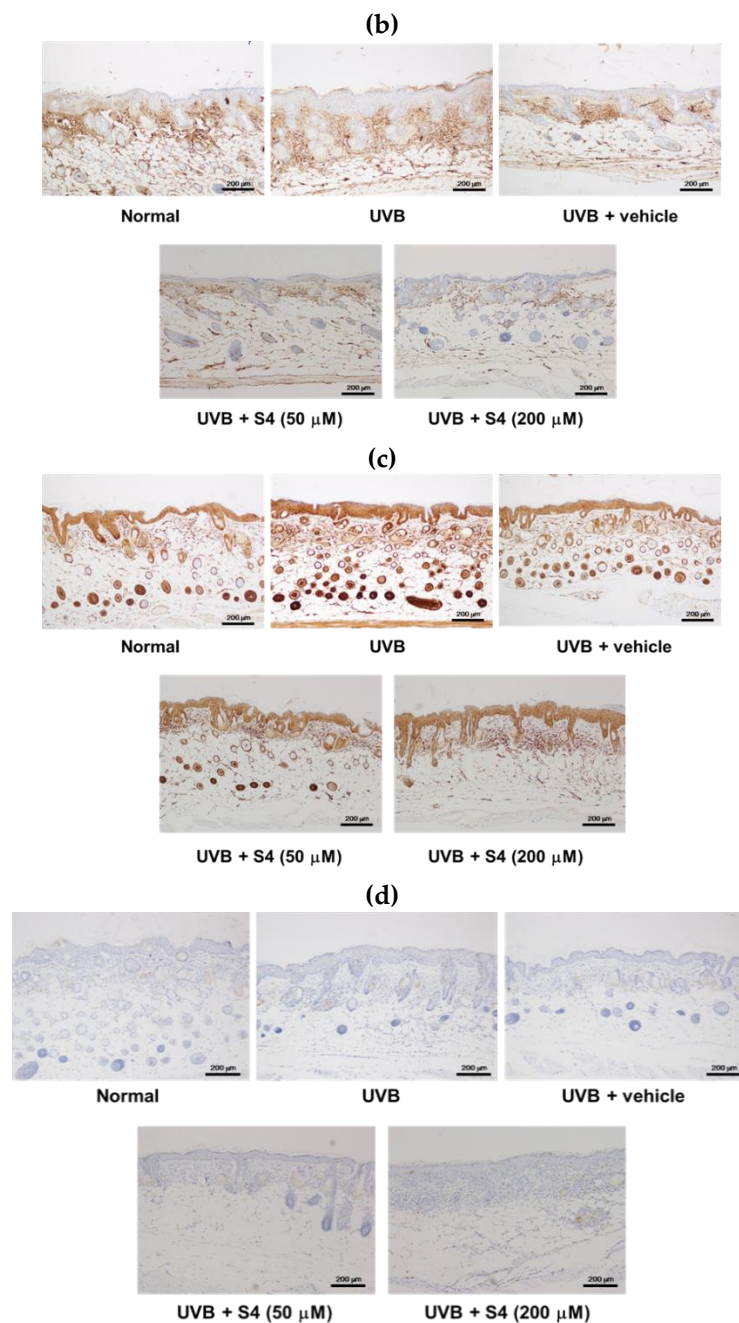 (b)
200 μm 200 μm 200 μm
Normal UVB UVB + vehicle
200 μm 200 μm
UVB + S4 (50 μM) UVB + S4 (200 μM)
(c)
200 μm 200 μm 200 μm
Normal UVB UVB + vehicle
200 μm 200 μm
UVB + S4 (50 μM) UVB + S4 (200 μM)
(d)
200 μm 200 μm 200 μm
Normal UVB UVB + vehicle
200 μm 200 μm
UVB + S4 (50 μM) UVB + S4 (200 μM)